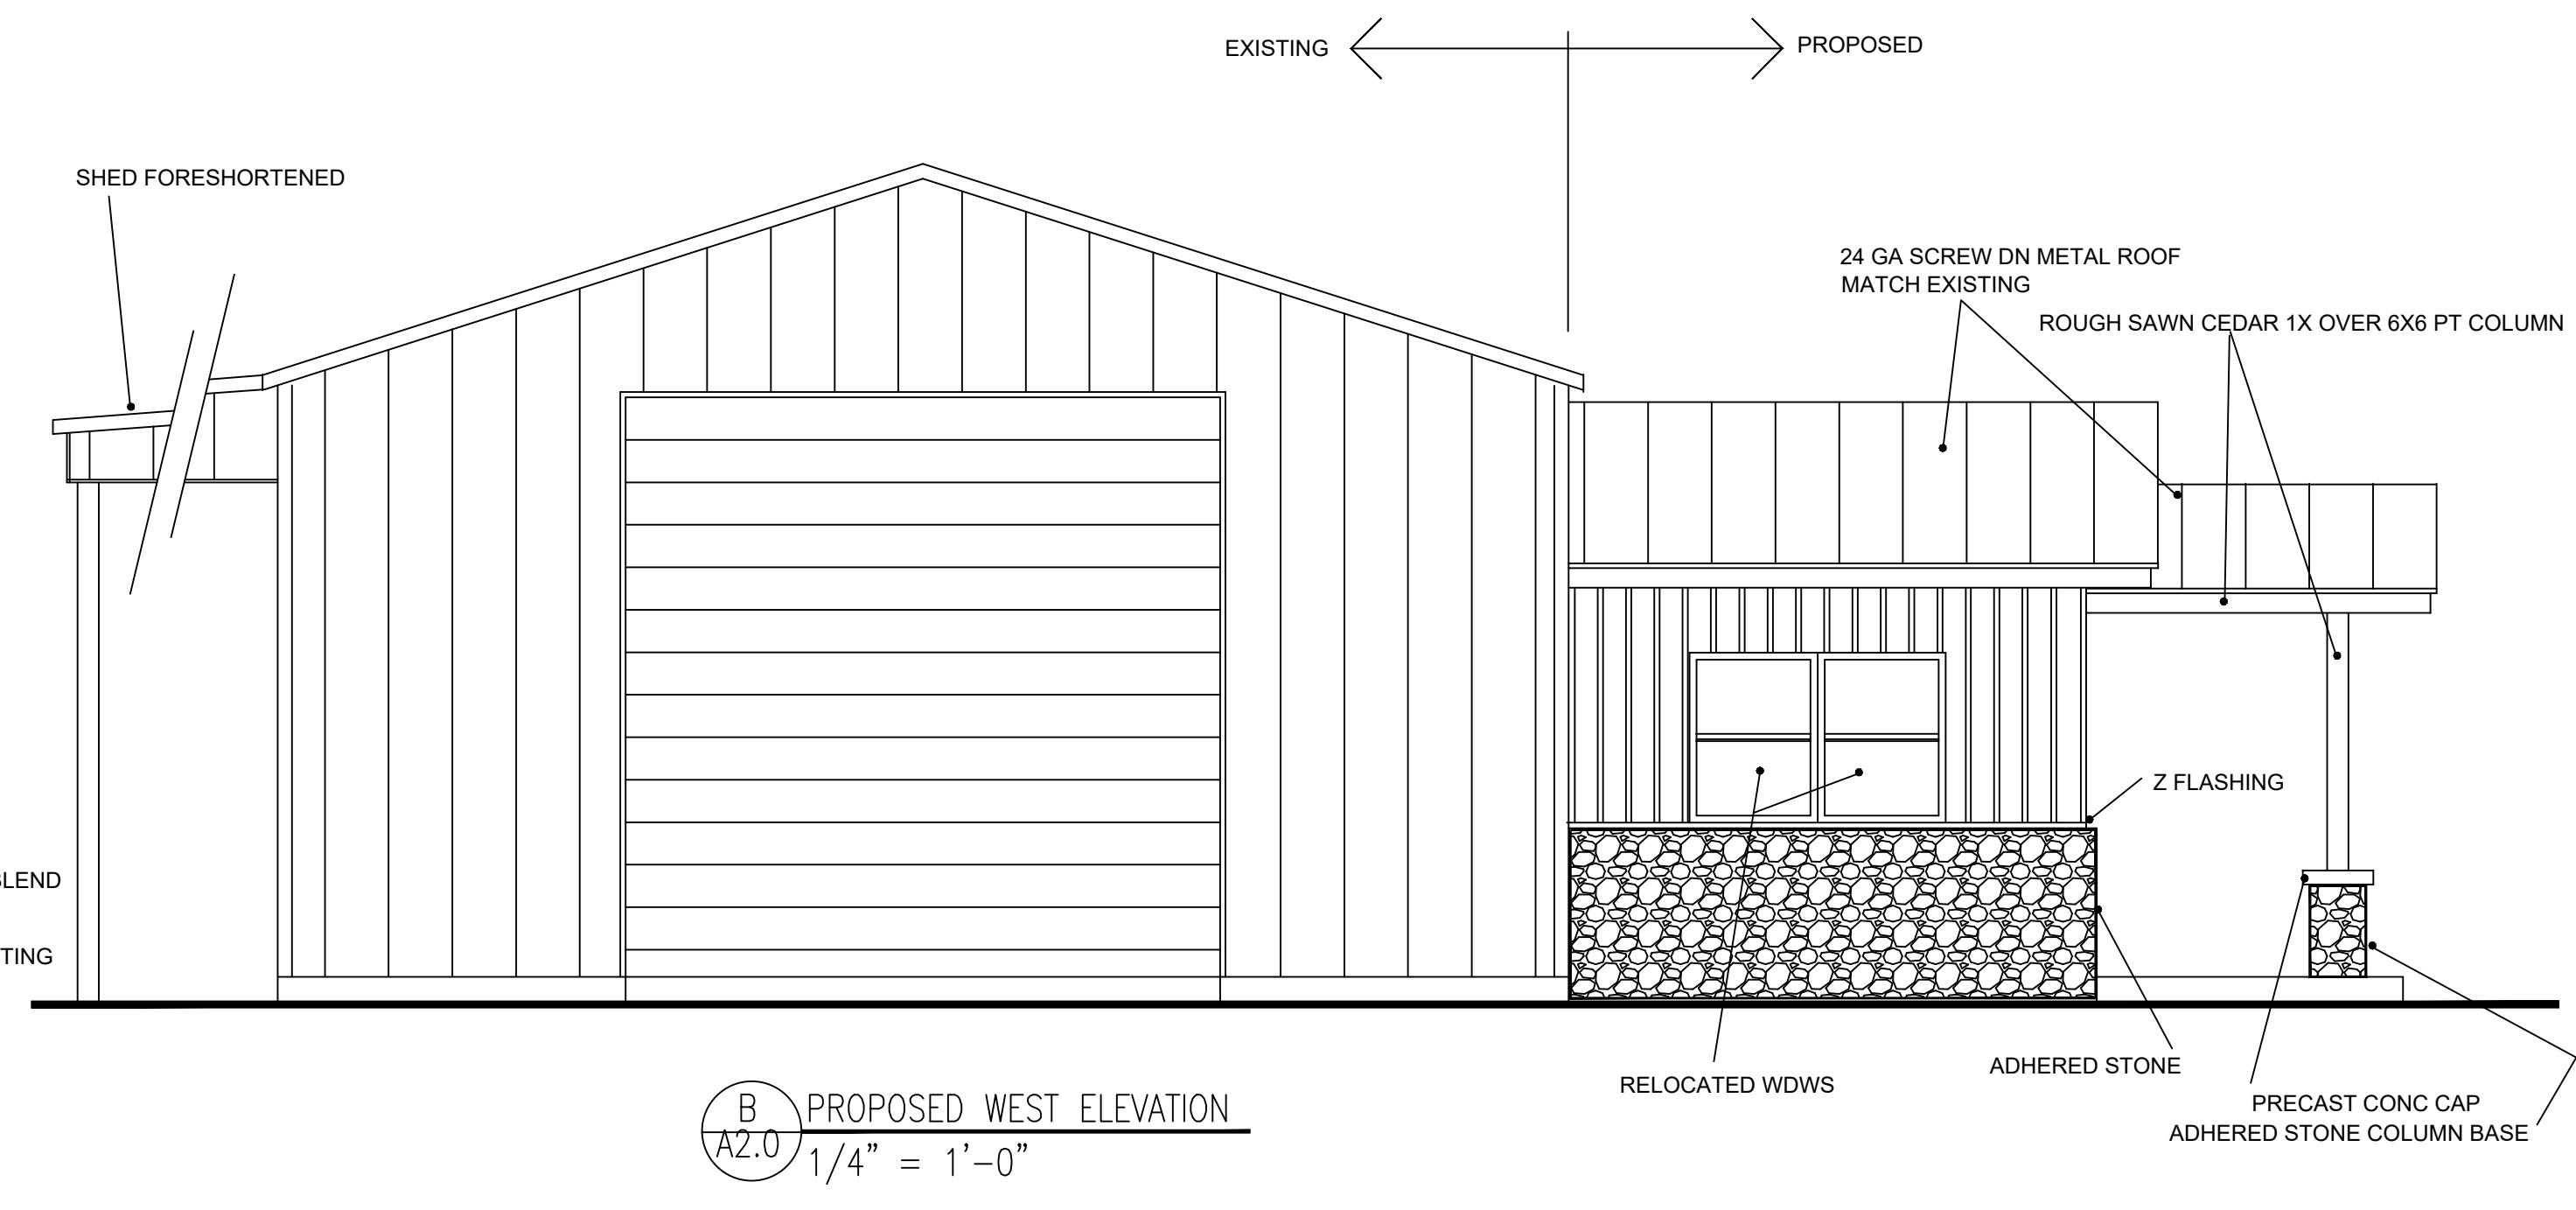 EXISTING
PROPOSED
SHED FORESHORTENED
24 GA SCREW DN METAL ROOF
MATCH EXISTING
ROUGH SAWN CEDAR 1X OVER 6X6 PT COLUMN
Z FLASHING
LEND
TING
RELOCATED WDWS
ADHERED STONE
PRECAST CONC CAP
ADHERED STONE COLUMN BASE
B
A2.0
PROPOSED WEST ELEVATION
1/4" = 1'-0"